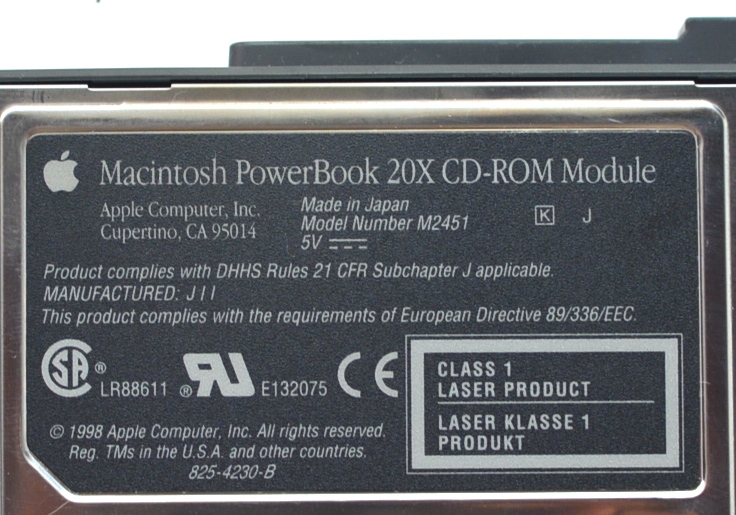 Macintosh PowerBook 20X CD-ROM Module
Apple Computer, Inc.
Cupertino, CA 95014
Made in Japan
Model Number M2451
5V
K J
Product complies with DHHS Rules 21 CFR Subchapter J applicable.
MANUFACTURED: J I I
This product complies with the requirements of European Directive 89/336/EEC.
SA ® LR88611 ® RU E132075 CE
CLASS 1
LASER PRODUCT
LASER KLASSE 1
PRODUKT
© 1998 Apple Computer, Inc. All rights reserved.
Reg. TMs in the U.S.A. and other countries.
825-4230-B